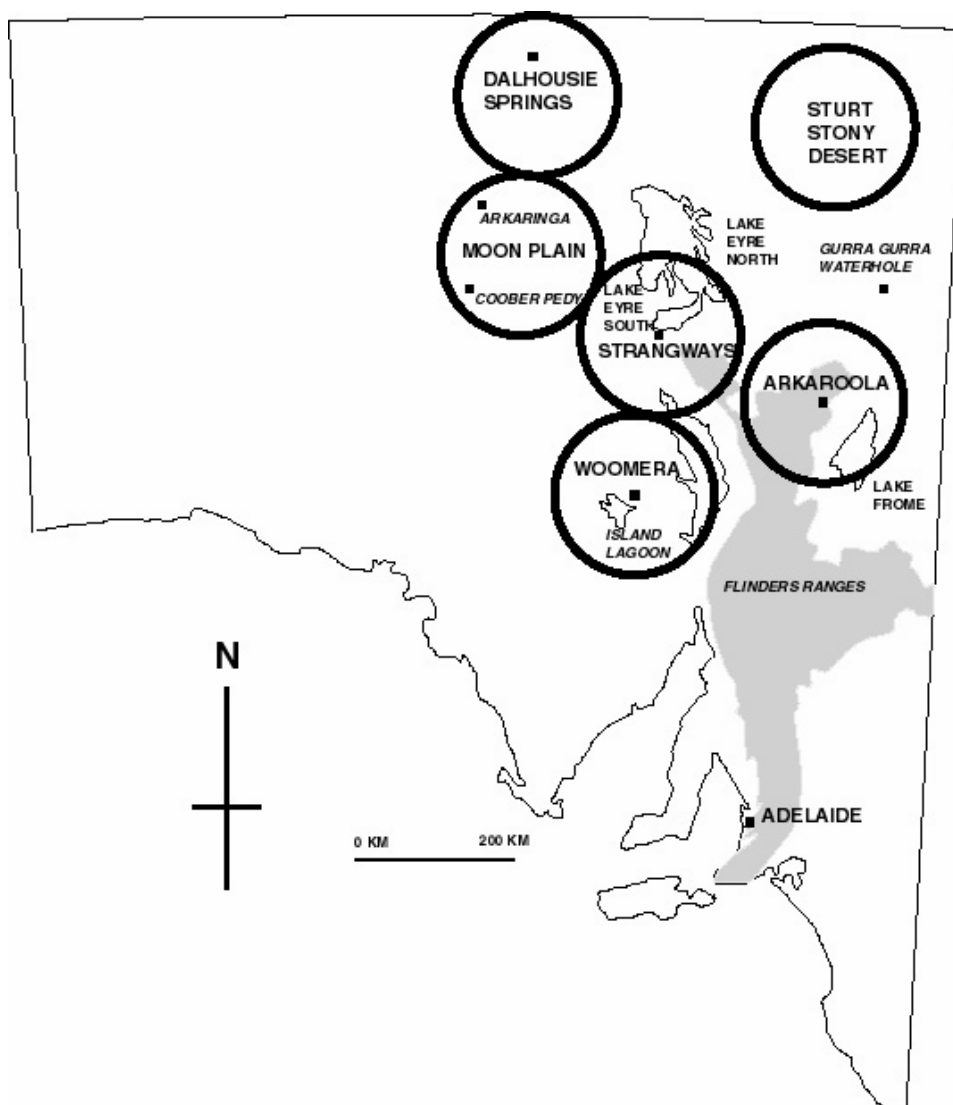 DALHOUSIE
SPRINGS
STURT
STONY
DESERT
ARKARINGA
MOON PLAIN
COOBER PEDY
LAKE
EYRE
NORTH
GURRA GURRA
WATERHOLE
LAKE
EYRE
SOUTH
STRANGWAYS
ARKAROOLA
WOOMERA
LAKE
FROME
ISLAND
LAGOON
FLINDERS RANGES
N
ADELAIDE
0 KM 200 KM